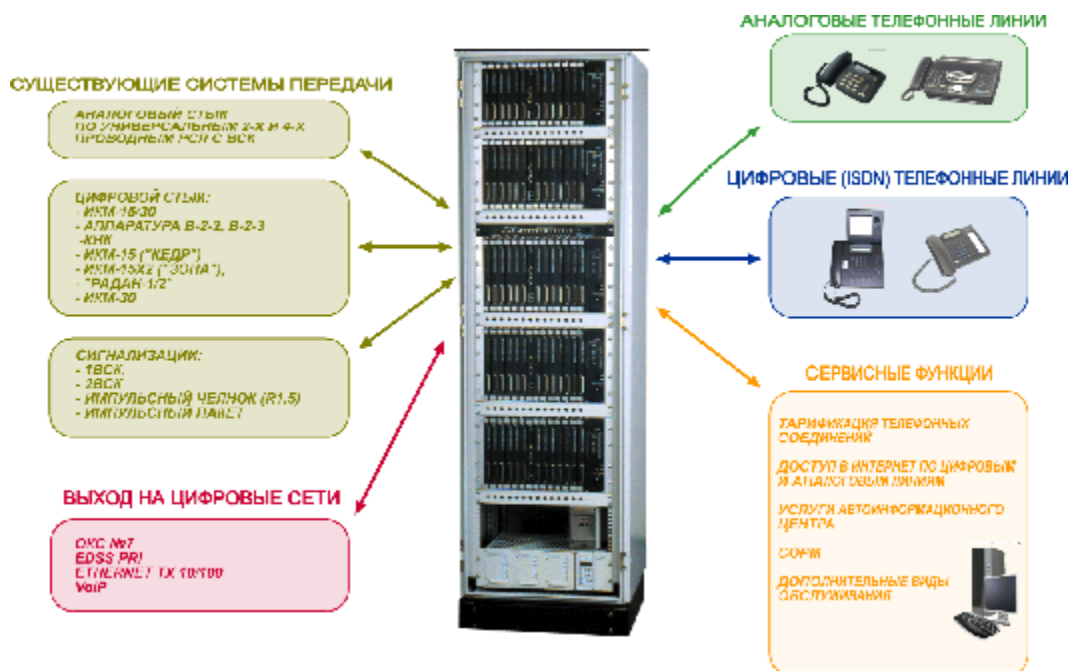 СУЩЕСТВУЮЩИЕ СИСТЕМЫ ПЕРЕДАЧИ
АНАЛОГОВЫЙ СТЫК
ПО УНИВЕРСАЛЬНЫМ 2-Х И 4-Х
ПРОВОДНЫМ РСЛ С ВСК
ЦИФРОВОЙ СТЫК:
- ИКМ-15/30
- АППАРАТУРА В-2-2, В-2-3
-КНК
- ИКМ-15 ("КЕДР")
- ИКМ-15Х2 ("ЗОНА"),
- "РАДАН-1/2"
- ИКМ-30
СИГНАЛИЗАЦИИ:
- 1ВСК,
- 2ВСК
- ИМПУЛЬСНЫЙ ЧЕЛНОК (R1.5)
- ИМПУЛЬСНЫЙ ПАКЕТ
ВЫХОД НА ЦИФРОВЫЕ СЕТИ
ОКС №7
EDSS PRI
ETHERNET TX 10/100
VoIP
АНАЛОГОВЫЕ ТЕЛЕФОННЫЕ ЛИНИИ
ЦИФРОВЫЕ (ISDN) ТЕЛЕФОННЫЕ ЛИНИИ
СЕРВИСНЫЕ ФУНКЦИИ
ТАРИФИКАЦИЯ ТЕЛЕФОННЫХ
СОЕДИНЕНИЙ
ДОСТУП В ИНТЕРНЕТ ПО ЦИФРОВЫМ
И АНАЛОГОВЫМ ЛИНИЯМ
УСЛУГИ АВТОИНФОРМАЦИОННОГО
ЦЕНТРА
СОРМ
ДОПОЛНИТЕЛЬНЫЕ ВИДЫ
ОБСЛУЖИВАНИЯ